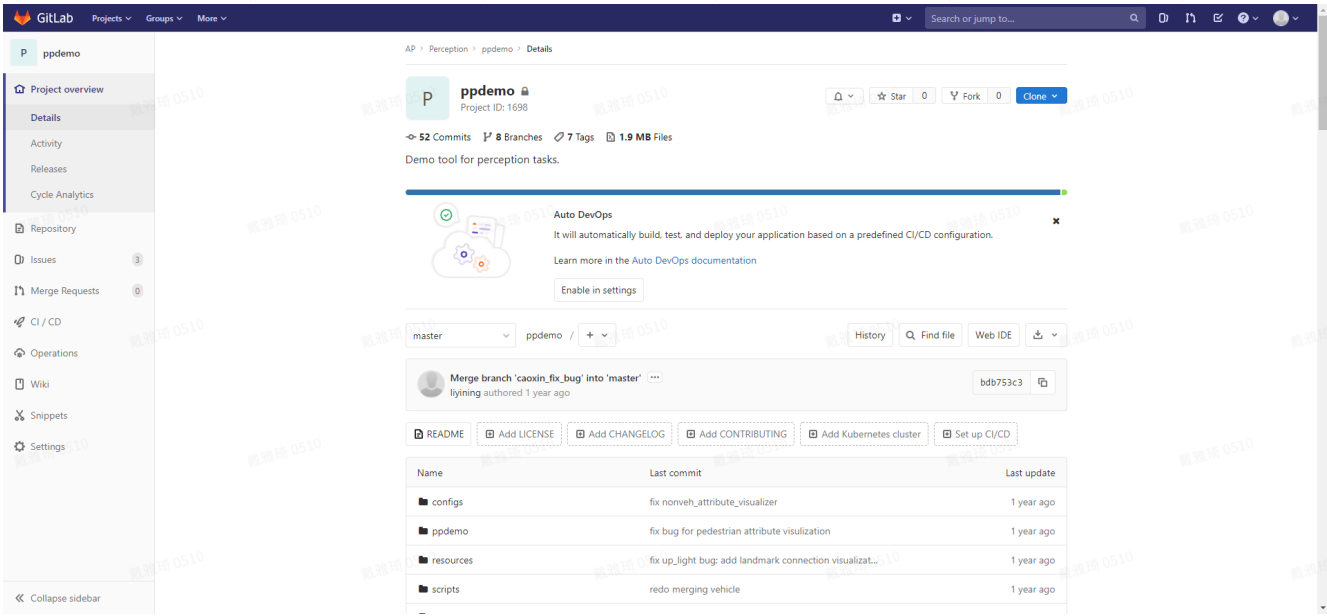 GitLab Projects Groups More Search or jump to...
P ppdemo
Project overview
Details
Activity
Releases
Cycle Analytics
Repository
Issues 3
Merge Requests 0
CI / CD
Operations
Wiki
Snippets
Settings
Collapse sidebar
AP > Perception > ppdemo > Details
P ppdemo
Project ID: 1698
Star 0 Fork 0 Clone
52 Commits 8 Branches 7 Tags 1.9 MB Files
Demo tool for perception tasks.
Auto DevOps
It will automatically build, test, and deploy your application based on a predefined CI/CD configuration.
Learn more in the Auto DevOps documentation
Enable in settings
master ppdemo / + History Find file Web IDE
Merge branch 'caoxin_fix_bug' into 'master' ...
liyining authored 1 year ago
bdb753c3
README Add LICENSE Add CHANGELOG Add CONTRIBUTING Add Kubernetes cluster Set up CI/CD
Name Last commit Last update
configs fix nonveh_attribute_visualizer 1 year ago
ppdemo fix bug for pedestrian attribute visulization 1 year ago
resources fix up_light bug; add landmark connection visualizat... 1 year ago
scripts redo merging vehicle 1 year ago
戴雅琦 0510